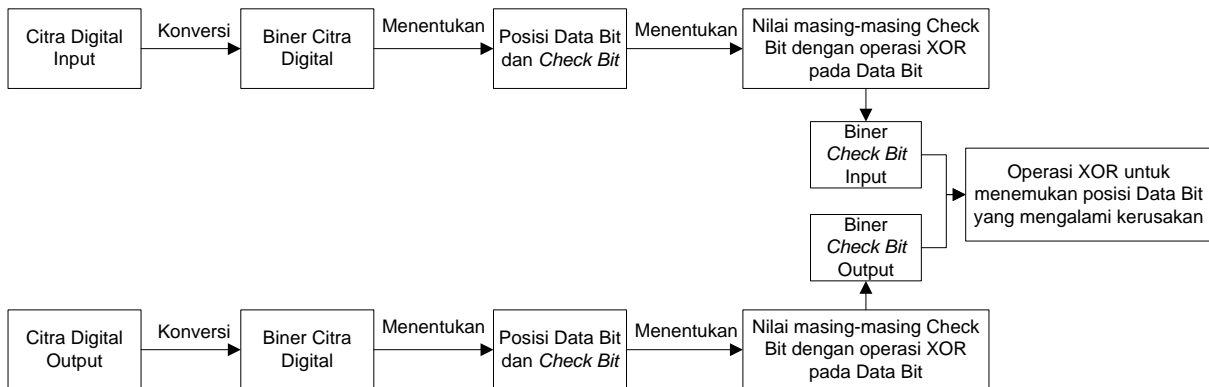 Citra Digital
Input
Konversi
Biner Citra
Digital
Menentukan
Posisi Data Bit
dan Check Bit
Menentukan
Nilai masing-masing Check
Bit dengan operasi XOR
pada Data Bit
Biner
Check Bit
Input
Operasi XOR untuk
menemukan posisi Data Bit
yang mengalami kerusakan
Biner
Check Bit
Output
Citra Digital
Output
Konversi
Biner Citra
Digital
Menentukan
Posisi Data Bit
dan Check Bit
Menentukan
Nilai masing-masing Check
Bit dengan operasi XOR
pada Data Bit